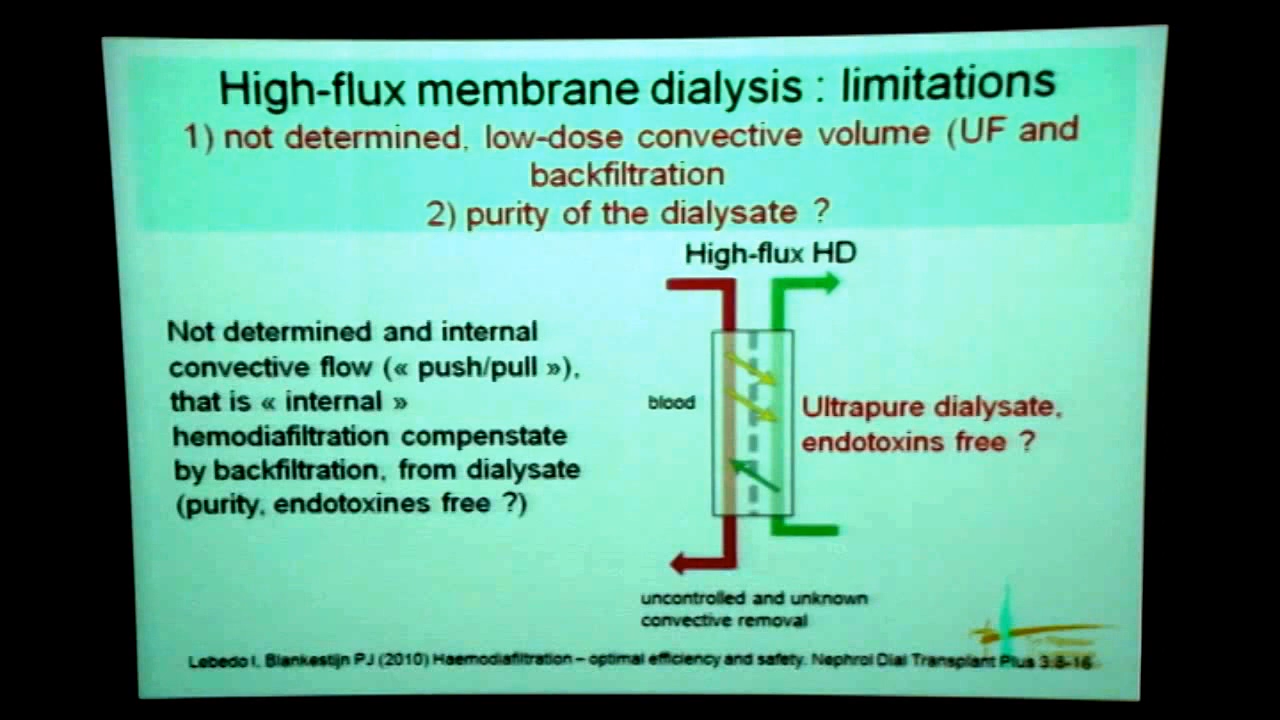 High-flux membrane dialysis : limitations
1) not determined, low-dose convective volume (UF and
backfiltration
2) purity of the dialysate ?
High-flux HD
Not determined and internal
convective flow (« push/pull »),
that is « internal »
hemodiafiltration compenstate
by backfiltration, from dialysate
(purity, endotoxines free ?)
blood
Ultrapure dialysate,
endotoxins free ?
uncontrolled and unknown
convective removal
Lebedo I, Blankestijn PJ (2010) Haemodiafiltration – optimal efficiency and safety. Nephrol Dial Transplant Plus 3:8-16